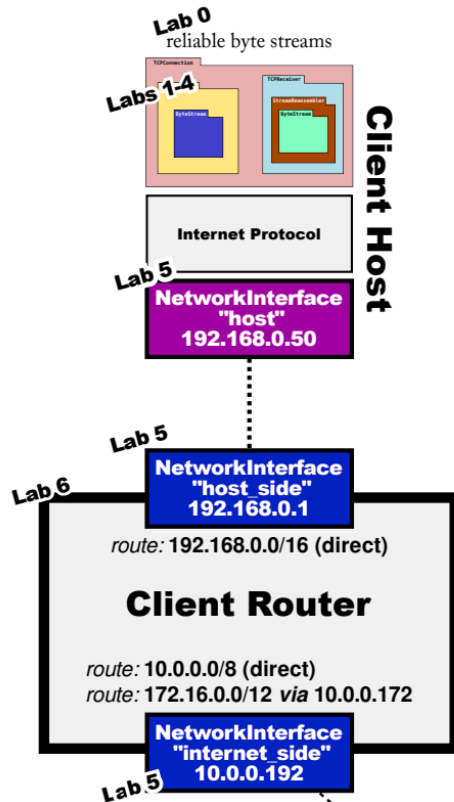 Lab 0
reliable byte streams
TCPConnection
Labs 1-4
TCPReceiver
StreamReassembler
ByteStream
ByteStream
Client Host
Internet Protocol
Lab 5
NetworkInterface
"host"
192.168.0.50
Lab 5
NetworkInterface
"host_side"
192.168.0.1
Lab 6
route: 192.168.0.0/16 (direct)
Client Router
route: 10.0.0.0/8 (direct)
route: 172.16.0.0/12 via 10.0.0.172
NetworkInterface
"internet_side"
10.0.0.192
Lab 5